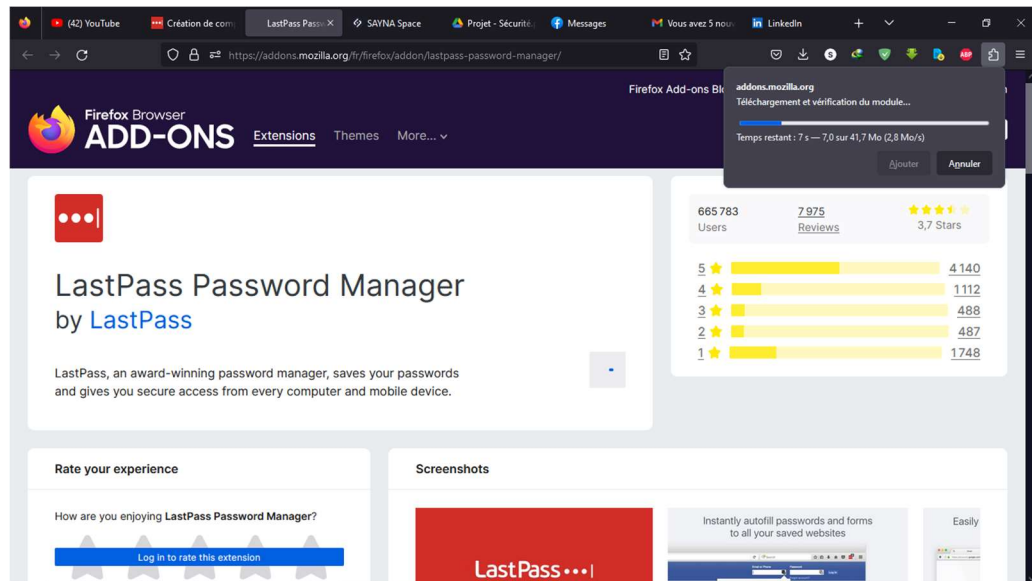 (42) YouTube
Création de com
LastPass Passw
SAYNA Space
Projet - Sécurité
Messages
Vous avez 5 nou
LinkedIn
https://addons.mozilla.org/fr/firefox/addon/lastpass-password-manager/
S
ABP
Firefox Add-ons Bl
addons.mozilla.org
Téléchargement et vérification du module...
Temps restant : 7 s — 7,0 sur 41,7 Mo (2,8 Mo/s)
Ajouter
Annuler
Firefox Browser
ADD-ONS
Extensions
Themes
More...
LastPass Password Manager
by LastPass
LastPass, an award-winning password manager, saves your passwords
and gives you secure access from every computer and mobile device.
665 783
Users
7 975
Reviews
3,7 Stars
5 4 140
4 1 112
3 488
2 487
1 1 748
Rate your experience
How are you enjoying LastPass Password Manager?
Log in to rate this extension
Screenshots
LastPass
Instantly autofill passwords and forms
to all your saved websites
Easily